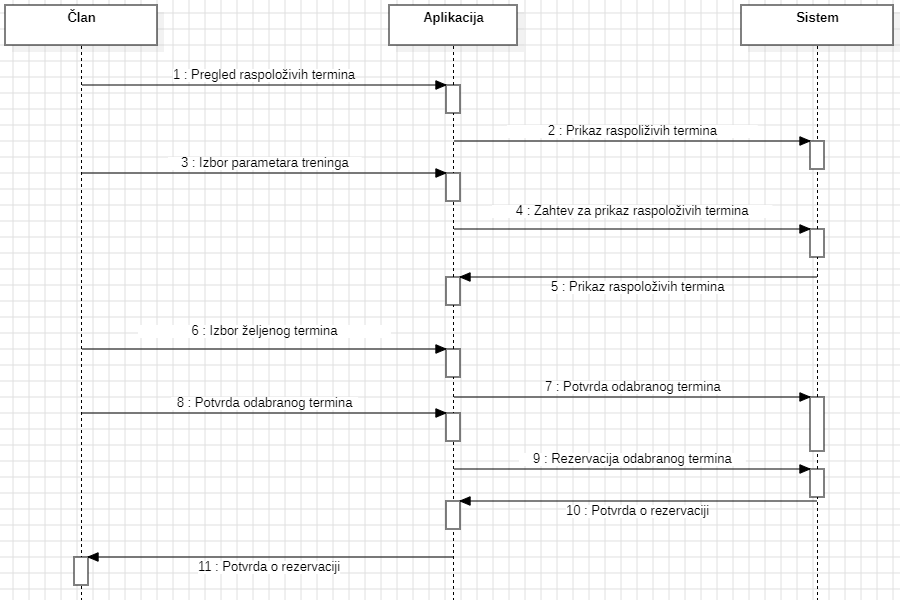 Član
Aplikacija
Sistem
1 : Pregled raspoloživih termina
2 : Prikaz raspoliživih termina
3 : Izbor parametara treninga
4 : Zahtev za prikaz raspoloživih termina
5 : Prikaz raspoloživih termina
6 : Izbor željenog termina
7 : Potvrda odabranog termina
8 : Potvrda odabranog termina
9 : Rezervacija odabranog termina
10 : Potvrda o rezervaciji
11 : Potvrda o rezervaciji